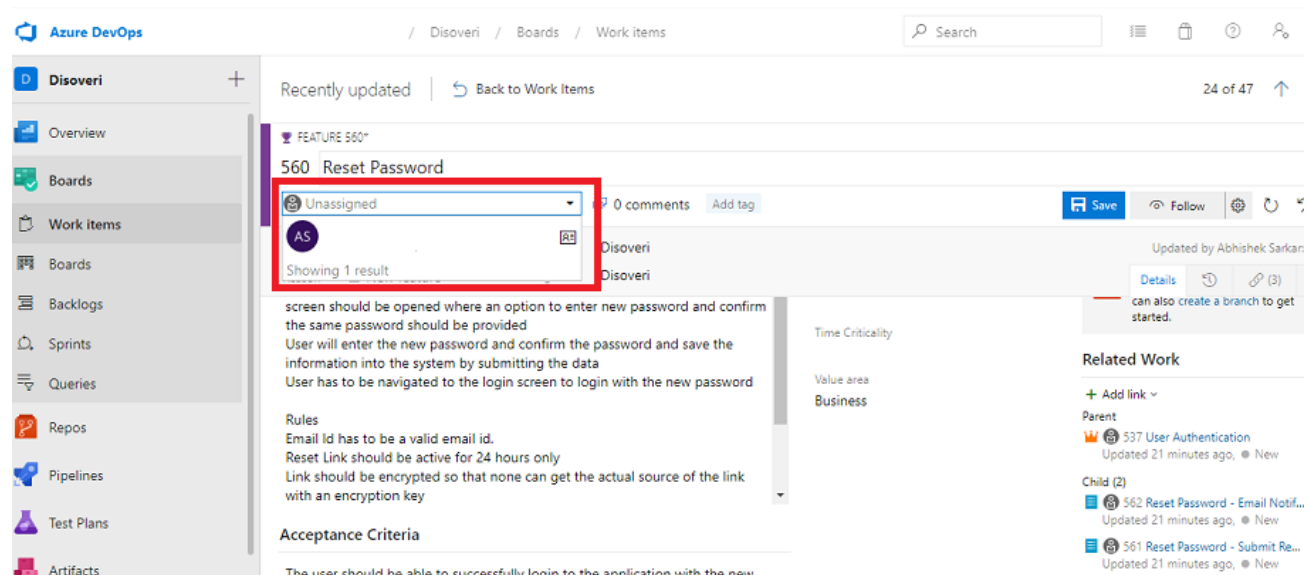 Azure DevOps
/ Disoveri / Boards / Work items
Search
D Disoveri
Overview
Boards
Work items
Boards
Backlogs
Sprints
Queries
Repos
Pipelines
Test Plans
Artifacts
Recently updated
Back to Work Items
24 of 47
FEATURE 560*
560 Reset Password
Unassigned
0 comments Add tag
Save Follow
AS
Showing 1 result
Disoveri
Disoveri
Updated by Abhishek Sarkar:
Details (3)
screen should be opened where an option to enter new password and confirm
the same password should be provided
User will enter the new password and confirm the password and save the
information into the system by submitting the data
User has to be navigated to the login screen to login with the new password
Rules
Email Id has to be a valid email id.
Reset Link should be active for 24 hours only
Link should be encrypted so that none can get the actual source of the link
with an encryption key
Acceptance Criteria
The user should be able to successfully login to the application with the new
Time Criticality
Value area
Business
can also create a branch to get
started.
Related Work
+ Add link
Parent
537 User Authentication
Updated 21 minutes ago, New
Child (2)
562 Reset Password - Email Notif...
Updated 21 minutes ago, New
561 Reset Password - Submit Re...
Updated 21 minutes ago, New